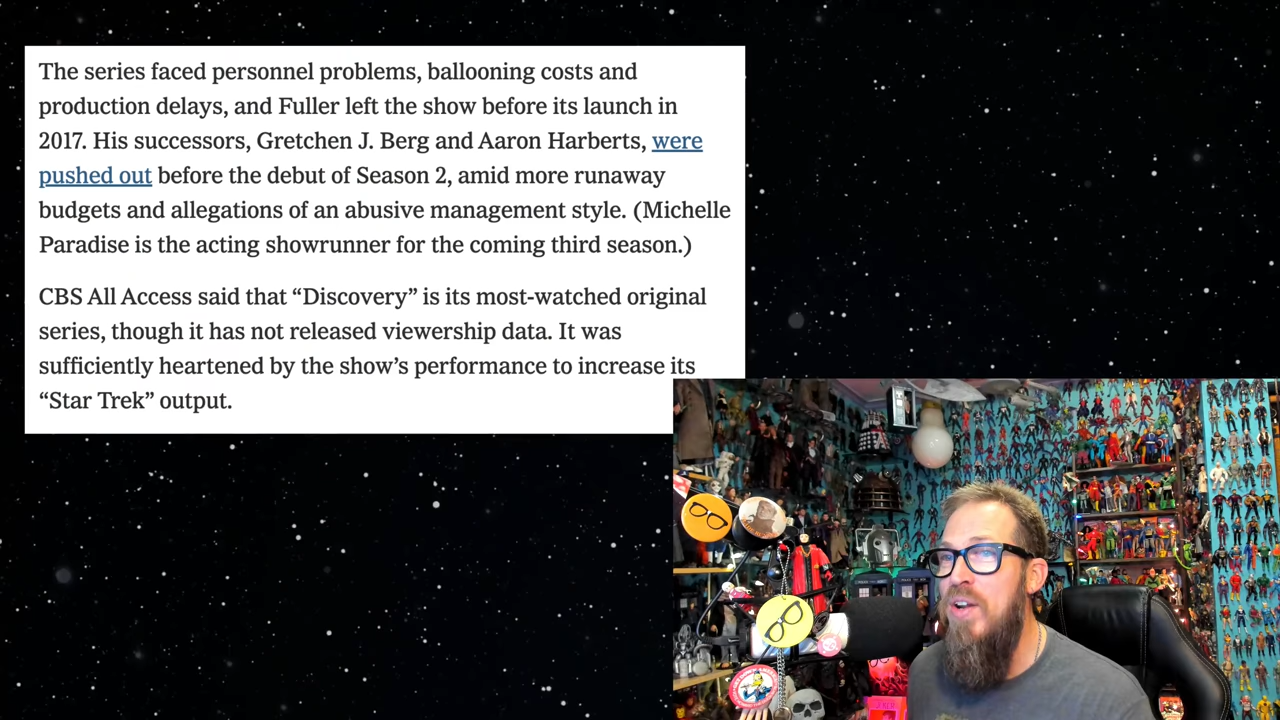 The series faced personnel problems, ballooning costs and
production delays, and Fuller left the show before its launch in
2017. His successors, Gretchen J. Berg and Aaron Harberts, were
pushed out before the debut of Season 2, amid more runaway
budgets and allegations of an abusive management style. (Michelle
Paradise is the acting showrunner for the coming third season.)
CBS All Access said that “Discovery” is its most-watched original
series, though it has not released viewership data. It was
sufficiently heartened by the show’s performance to increase its
“Star Trek” output.